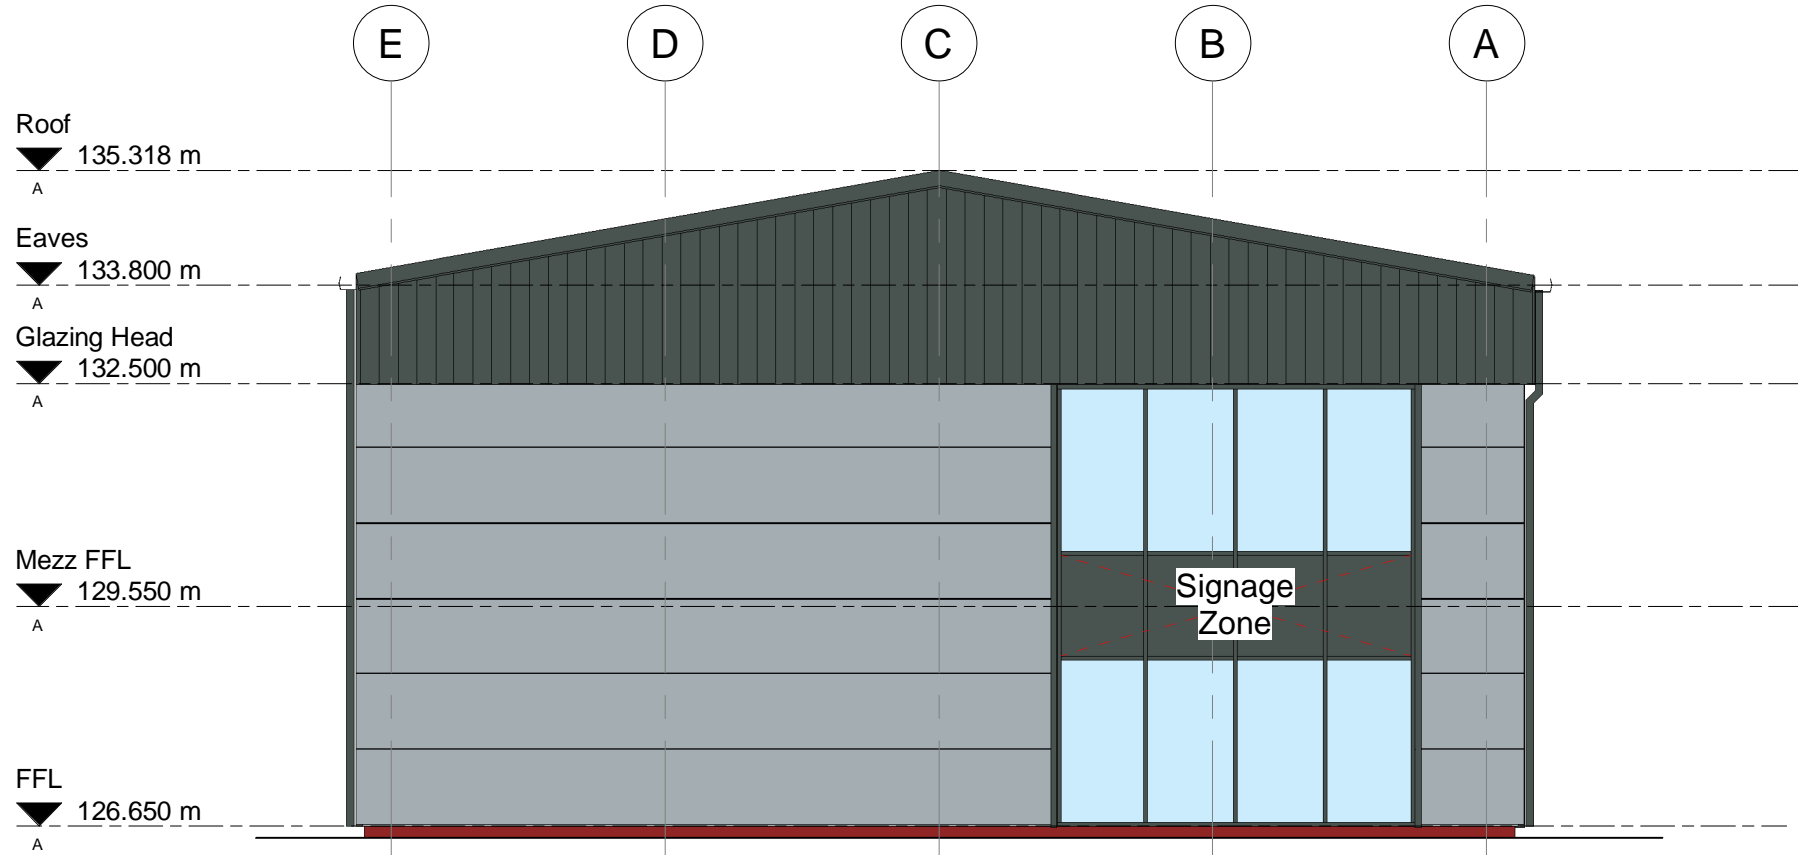 E D C B A
Roof
135.318 m
A
Eaves
133.800 m
A
Glazing Head
132.500 m
A
Mezz FFL
129.550 m
A
Signage
Zone
FFL
126.650 m
A